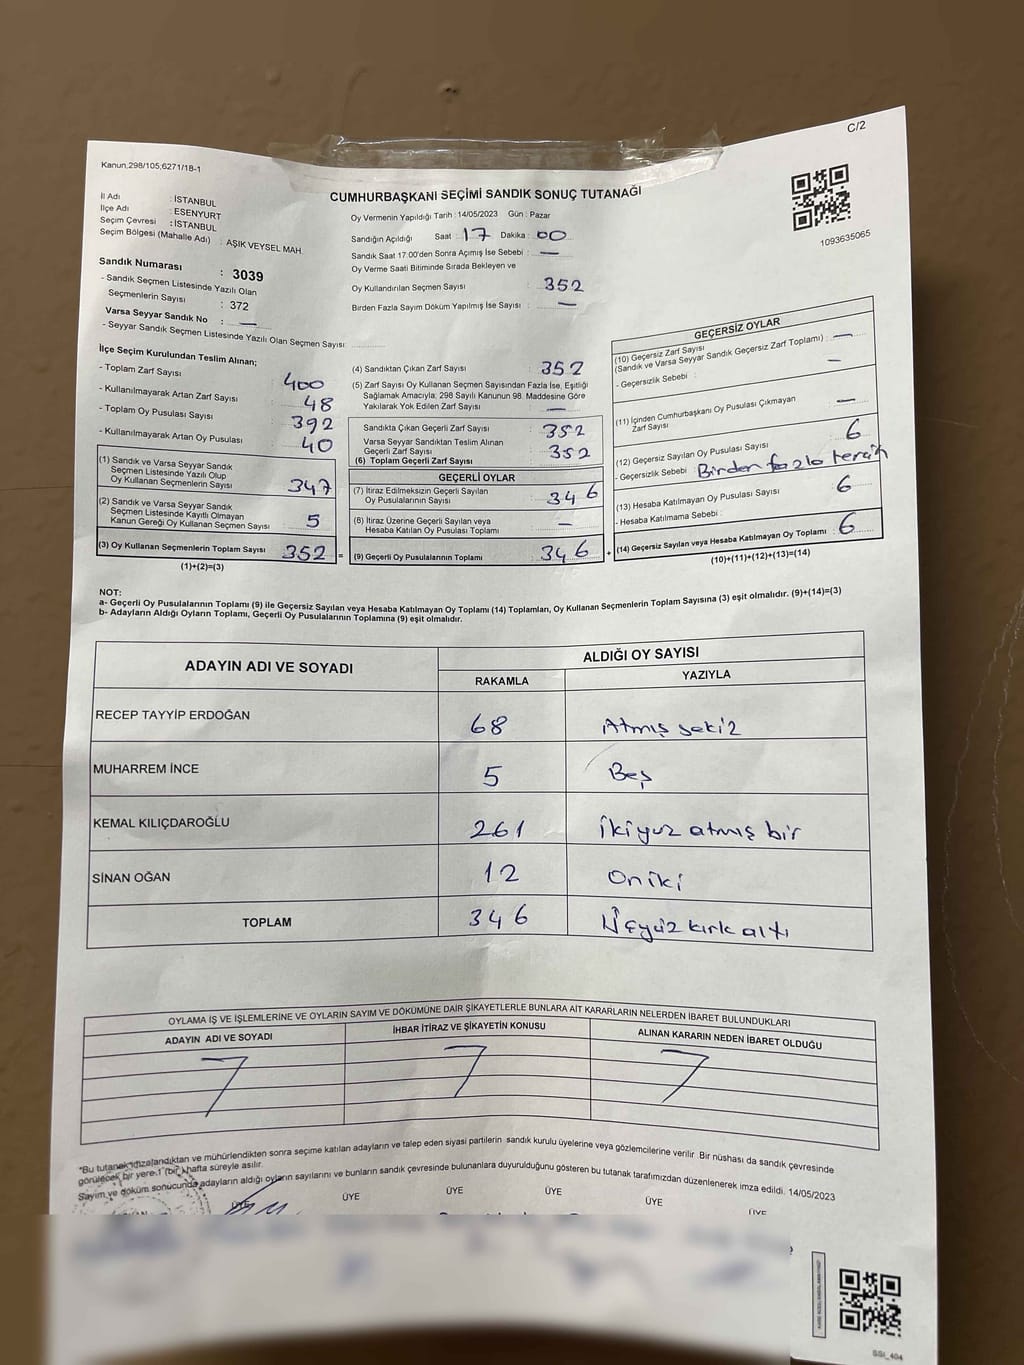 C/2
Kanun,298/105,6271/18-1
CUMHURBAŞKANI SEÇİMİ SANDIK SONUÇ TUTANAĞI
1093635065
İl Adı : İSTANBUL
İlçe Adı : ESENYURT
Seçim Çevresi : İSTANBUL
Seçim Bölgesi (Mahalle Adı) : AŞIK VEYSEL MAH.
Oy Vermenin Yapıldığı Tarih : 14/05/2023 Gün : Pazar
Sandığın Açıldığı Saat : 17 Dakika : 00
Sandık Saat 17.00'den Sonra Açımış İse Sebebi : —
Oy Verme Saati Bitiminde Sırada Bekleyen ve
Oy Kullandırılan Seçmen Sayısı : 352
Birden Fazla Sayım Döküm Yapılmış İse Sayısı : —
Sandık Numarası : 3039
- Sandık Seçmen Listesinde Yazılı Olan
Seçmenlerin Sayısı : 372
Varsa Seyyar Sandık No : —
- Seyyar Sandık Seçmen Listesinde Yazılı Olan Seçmen Sayısı:
İlçe Seçim Kurulundan Teslim Alınan;
- Toplam Zarf Sayısı 400
- Kullanılmayarak Artan Zarf Sayısı 48
- Toplam Oy Pusulası Sayısı 392
- Kullanılmayarak Artan Oy Pusulası 40
(1) Sandık ve Varsa Seyyar Sandık
Seçmen Listesinde Yazılı Olup
Oy Kullanan Seçmenlerin Sayısı : 347
(2) Sandık ve Varsa Seyyar Sandık
Seçmen Listesinde Kayıtlı Olmayan
Kanun Gereği Oy Kullanan Seçmen Sayısı : 5
(3) Oy Kullanan Seçmenlerin Toplam Sayısı : 352 =
(1)+(2)=(3)
(4) Sandıktan Çıkan Zarf Sayısı : 352
(5) Zarf Sayısı Oy Kullanan Seçmen Sayısından Fazla İse, Eşitliği
Sağlamak Amacıyla; 298 Sayılı Kanunun 98. Maddesine Göre
Yakılarak Yok Edilen Zarf Sayısı : —
Sandıkta Çıkan Geçerli Zarf Sayısı : 352
Varsa Seyyar Sandıktan Teslim Alınan
Geçerli Zarf Sayısı : 352
(6) Toplam Geçerli Zarf Sayısı
GEÇERLİ OYLAR
(7) İtiraz Edilmeksizin Geçerli Sayılan
Oy Pusulalarının Sayısı : 346
(8) İtiraz Üzerine Geçerli Sayılan veya
Hesaba Katılan Oy Pusulası Toplamı : —
(9) Geçerli Oy Pusulalarının Toplamı : 346 +
GEÇERSİZ OYLAR
(10) Geçersiz Zarf Sayısı
(Sandık ve Varsa Seyyar Sandık Geçersiz Zarf Toplamı) : —
- Geçersizlik Sebebi : —
(11) İçinden Cumhurbaşkanı Oy Pusulası Çıkmayan
Zarf Sayısı : —
(12) Geçersiz Sayılan Oy Pusulası Sayısı : 6
- Geçersizlik Sebebi : Birden fazla tercih
(13) Hesaba Katılmayan Oy Pusulası Sayısı : 6
- Hesaba Katılmama Sebebi :
(14) Geçersiz Sayılan veya Hesaba Katılmayan Oy Toplamı : 6
(10)+(11)+(12)+(13)=(14)
NOT:
a- Geçerli Oy Pusulalarının Toplamı (9) ile Geçersiz Sayılan veya Hesaba Katılmayan Oy Toplamı (14) Toplamları, Oy Kullanan Seçmenlerin Toplam Sayısına (3) eşit olmalıdır. (9)+(14)=(3)
b- Adayların Aldığı Oyların Toplamı, Geçerli Oy Pusulalarının Toplamına (9) eşit olmalıdır.
ADAYIN ADI VE SOYADI ALDIĞI OY SAYISI
RAKAMLA YAZIYLA
RECEP TAYYİP ERDOĞAN 68 Atmış sekiz
MUHARREM İNCE 5 Beş
KEMAL KILIÇDAROĞLU 261 ikiyuz atmış bir
SİNAN OĞAN 12 Oniki
TOPLAM 346 Üçyüz kırk altı
OYLAMA İŞ VE İŞLEMLERİNE VE OYLARIN SAYIM VE DÖKÜMÜNE DAİR ŞİKAYETLERLE BUNLARA AİT KARARLARIN NELERDEN İBARET BULUNDUKLARI
ADAYIN ADI VE SOYADI İHBAR İTİRAZ VE ŞİKAYETİN KONUSU ALINAN KARARIN NEDEN İBARET OLDUĞU
*Bu tutanak imzalandıktan ve mühürlendikten sonra seçime katılan adayların ve talep eden siyasi partilerin sandık kurulu üyelerine veya gözlemcilerine verilir. Bir nüshası da sandık çevresinde
görülecek bir yere 1 (bir) hafta süreyle asılır.
Sayım ve döküm sonucunda adayların aldığı oyların sayılarını ve bunların sandık çevresinde bulunanlara duyurulduğunu gösteren bu tutanak tarafımızdan düzenlenerek imza edildi. 14/05/2023
ÜYE ÜYE ÜYE ÜYE ÜYE ÜYE
SSI_404